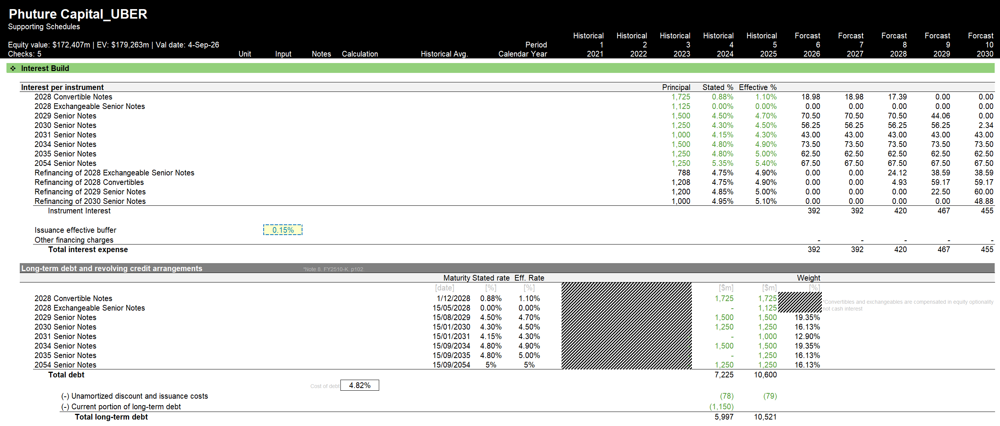 Phuture Capital_UBER
Supporting Schedules
Historical Historical Historical Historical Historical Forcast Forcast Forcast Forcast Forcast
Equity value: $172,407m | EV: $179,263m | Val date: 4-Sep-26 Period 1 2 3 4 5 6 7 8 9 10
Checks: 5 Unit Input Notes Calculation Historical Avg. Calendar Year 2021 2022 2023 2024 2025 2026 2027 2028 2029 2030
❖ Interest Build
Interest per instrument Principal Stated % Effective %
2028 Convertible Notes 1,725 0.88% 1.10% 18.98 18.98 17.39 0.00 0.00
2028 Exchangeable Senior Notes 1,125 0.00% 0.00% 0.00 0.00 0.00 0.00 0.00
2029 Senior Notes 1,500 4.50% 4.70% 70.50 70.50 70.50 44.06 0.00
2030 Senior Notes 1,250 4.30% 4.50% 56.25 56.25 56.25 56.25 2.34
2031 Senior Notes 1,000 4.15% 4.30% 43.00 43.00 43.00 43.00 43.00
2034 Senior Notes 1,500 4.80% 4.90% 73.50 73.50 73.50 73.50 73.50
2035 Senior Notes 1,250 4.80% 5.00% 62.50 62.50 62.50 62.50 62.50
2054 Senior Notes 1,250 5.35% 5.40% 67.50 67.50 67.50 67.50 67.50
Refinancing of 2028 Exchangeable Senior Notes 788 4.75% 4.90% 0.00 0.00 24.12 38.59 38.59
Refinancing of 2028 Convertibles 1,208 4.75% 4.90% 0.00 0.00 4.93 59.17 59.17
Refinancing of 2029 Senior Notes 1,200 4.85% 5.00% 0.00 0.00 0.00 22.50 60.00
Refinancing of 2030 Senior Notes 1,000 4.95% 5.10% 0.00 0.00 0.00 0.00 48.88
Instrument Interest 392 392 420 467 455
Issuance effective buffer 0.15%
Other financing charges - - - - -
Total interest expense 392 392 420 467 455
Long-term debt and revolving credit arrangements *Note 8. FY2510-K. p102.
Maturity Stated rate Eff. Rate Weight
[date] [%] [%] [$m] [$m] [%]
2028 Convertible Notes 1/12/2028 0.88% 1.10% 1,725 1,725 *Convertibles and exchangeables are compensated in equity optionality
2028 Exchangeable Senior Notes 15/05/2028 0.00% 0.00% - 1,125 not cash interest
2029 Senior Notes 15/08/2029 4.50% 4.70% 1,500 1,500 19.35%
2030 Senior Notes 15/01/2030 4.30% 4.50% 1,250 1,250 16.13%
2031 Senior Notes 15/01/2031 4.15% 4.30% - 1,000 12.90%
2034 Senior Notes 15/09/2034 4.80% 4.90% 1,500 1,500 19.35%
2035 Senior Notes 15/09/2035 4.80% 5.00% - 1,250 16.13%
2054 Senior Notes 15/09/2054 5% 5% 1,250 1,250 16.13%
Total debt 7,225 10,600
Cost of debt 4.82%
(-) Unamortized discount and issuance costs (78) (79)
(-) Current portion of long-term debt (1,150)
Total long-term debt 5,997 10,521